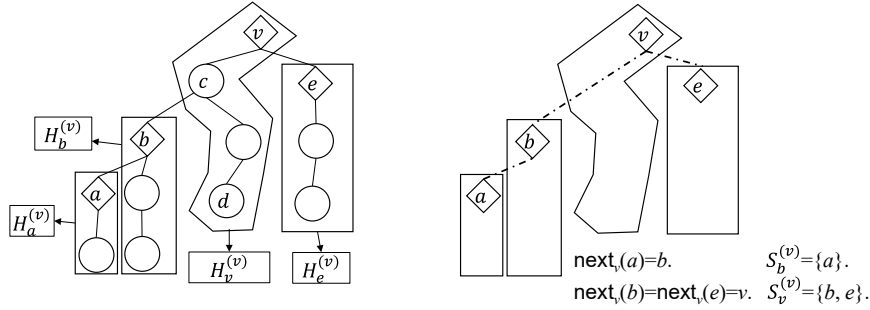 v
c
e
H_b^{(v)}
b
a
d
H_a^{(v)}
H_v^{(v)}
H_e^{(v)}
v
e
b
a
next_v(a)=b. S_b^{(v)}={a}.
next_v(b)=next_v(e)=v. S_v^{(v)}={b, e}.